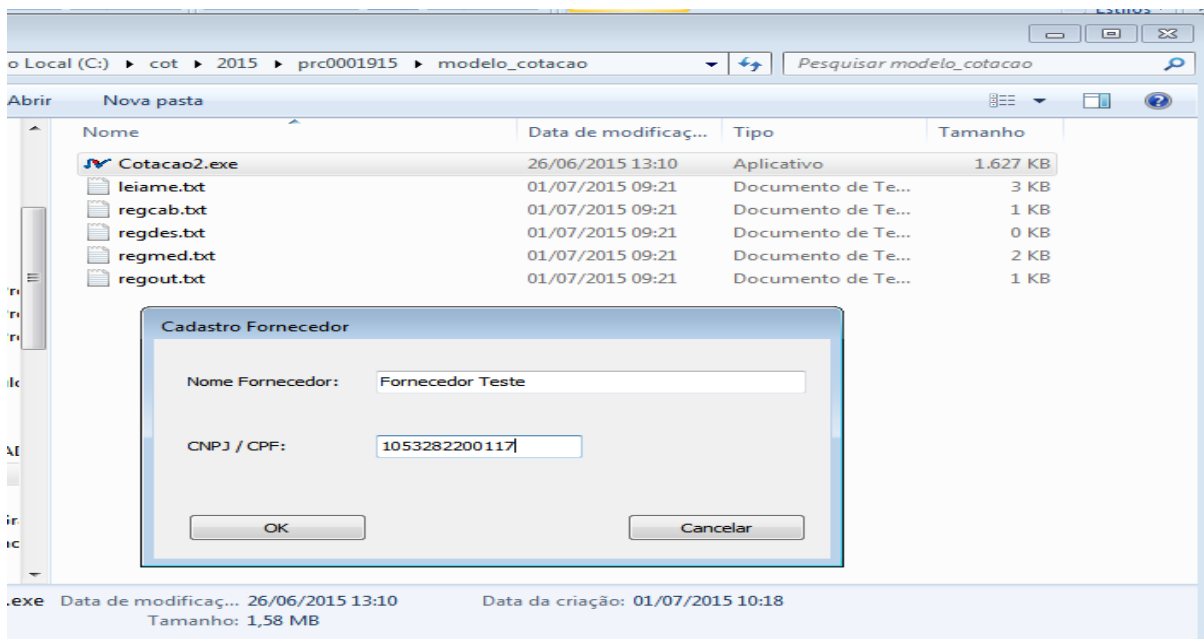 Estilos
o Local (C:) ▸ cot ▸ 2015 ▸ prc0001915 ▸ modelo_cotacao Pesquisar modelo_cotacao
Abrir Nova pasta
Nome Data de modificaç... Tipo Tamanho
Cotacao2.exe 26/06/2015 13:10 Aplicativo 1.627 KB
leiame.txt 01/07/2015 09:21 Documento de Te... 3 KB
regcab.txt 01/07/2015 09:21 Documento de Te... 1 KB
regdes.txt 01/07/2015 09:21 Documento de Te... 0 KB
regmed.txt 01/07/2015 09:21 Documento de Te... 2 KB
regout.txt 01/07/2015 09:21 Documento de Te... 1 KB
Cadastro Fornecedor
Nome Fornecedor: Fornecedor Teste
CNPJ / CPF: 1053282200117
OK Cancelar
.exe Data de modificaç... 26/06/2015 13:10 Data da criação: 01/07/2015 10:18
Tamanho: 1,58 MB